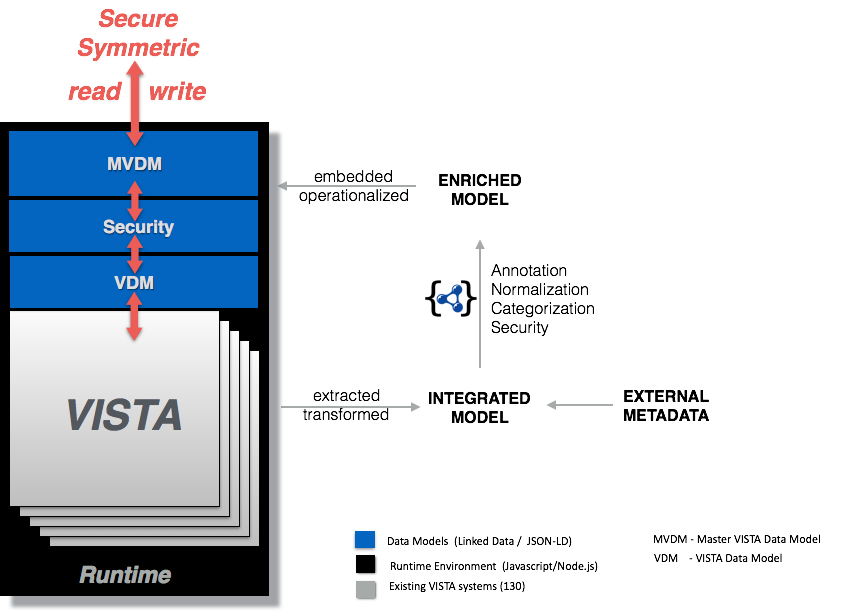 Secure
Symmetric
read write
MVDM
Security
VDM
VISTA
Runtime
embedded
operationalized
ENRICHED
MODEL
{ }
Annotation
Normalization
Categorization
Security
extracted
transformed
INTEGRATED
MODEL
EXTERNAL
METADATA
Data Models (Linked Data / JSON-LD)
Runtime Environment (Javascript/Node.js)
Existing VISTA systems (130)
MVDM - Master VISTA Data Model
VDM - VISTA Data Model